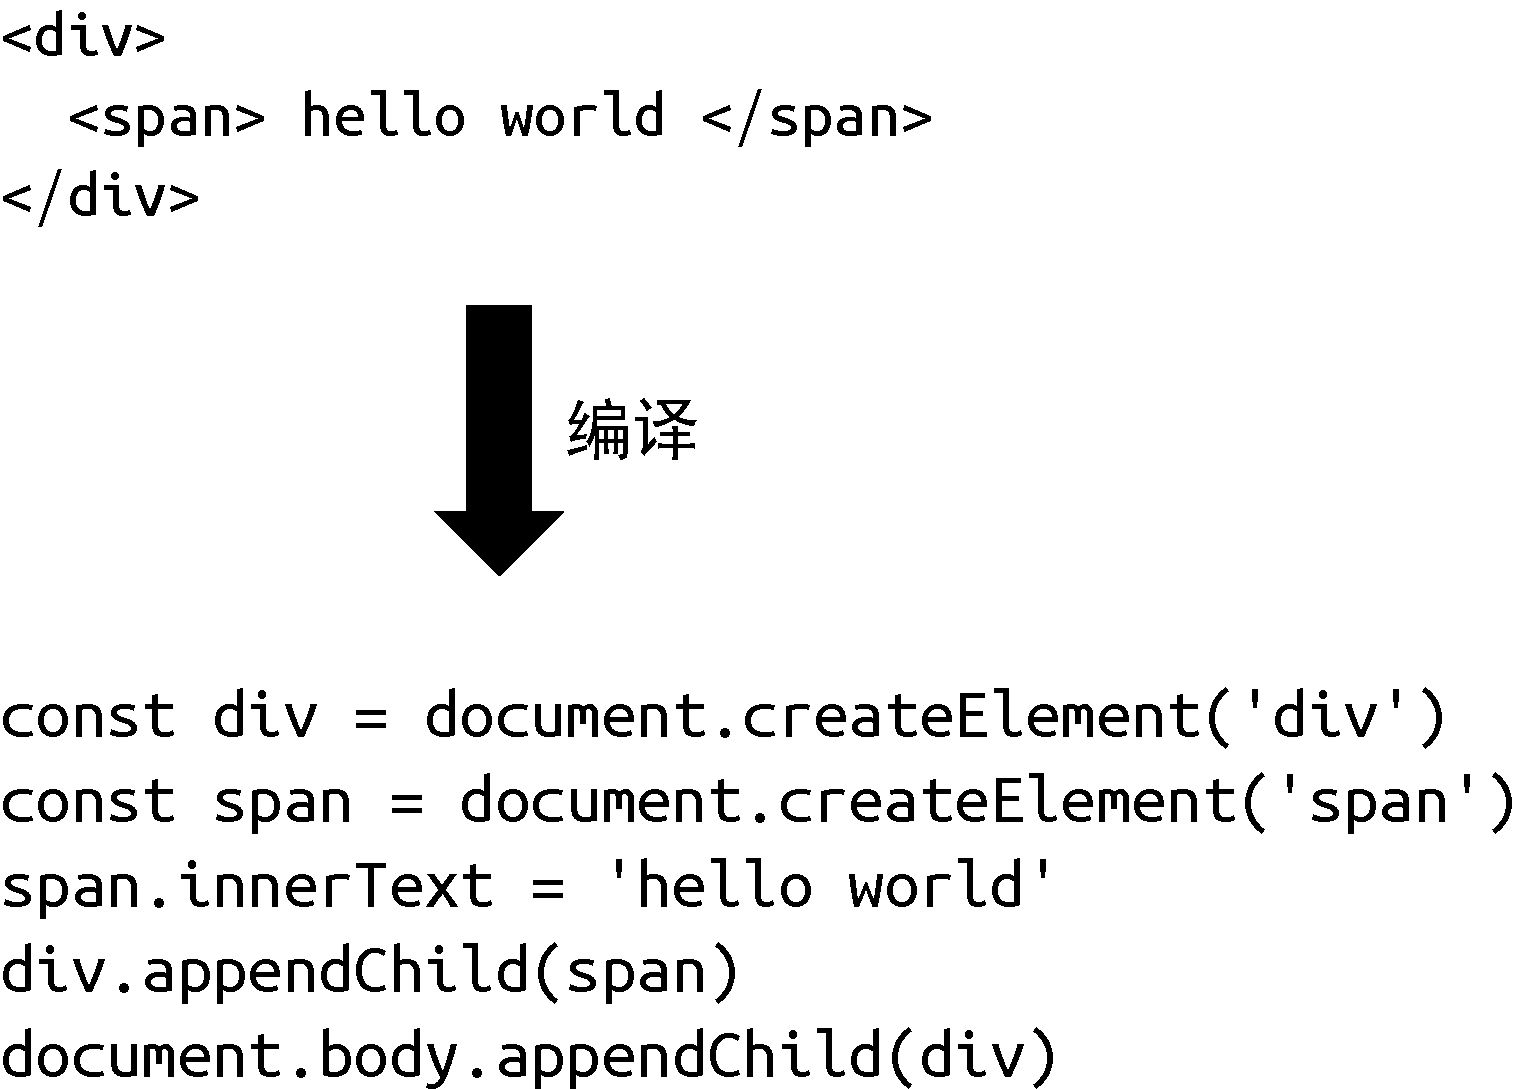 <div>
  <span> hello world </span>
</div>
编译
const div = document.createElement('div')
const span = document.createElement('span')
span.innerText = 'hello world'
div.appendChild(span)
document.body.appendChild(div)